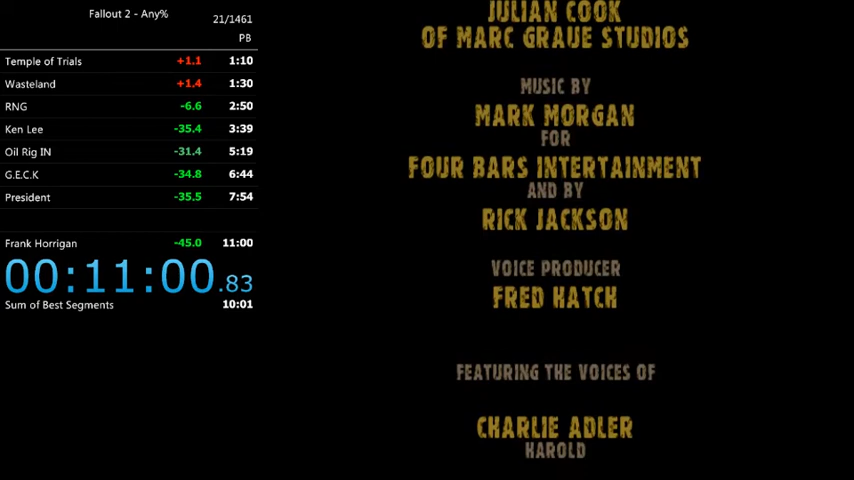 Fallout 2 - Any%
21/1461
PB
Temple of Trials +1.1 1:10
Wasteland +1.4 1:30
RNG -6.6 2:50
Ken Lee -35.4 3:39
Oil Rig IN -31.4 5:19
G.E.C.K -34.8 6:44
President -35.5 7:54
Frank Horrigan -45.0 11:00
00:11:00.83
Sum of Best Segments 10:01
JULIAN COOK
OF MARC GRAUE STUDIOS
MUSIC BY
MARK MORGAN
FOR
FOUR BARS INTERTAINMENT
AND BY
RICK JACKSON
VOICE PRODUCER
FRED HATCH
FEATURING THE VOICES OF
CHARLIE ADLER
HAROLD